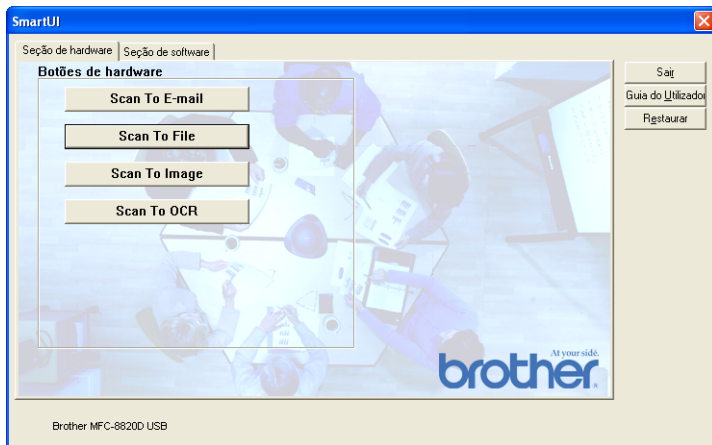 SmartUI
Seção de hardware
Seção de software
Botões de hardware
Scan To E-mail
Scan To File
Scan To Image
Scan To OCR
Sair
Guia do Utilizador
Restaurar
At your side.
brother
Brother MFC-8820D USB